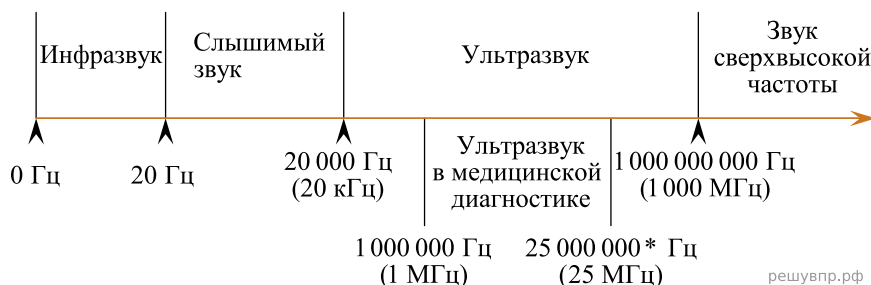 Инфразвук
Слышимый
звук
Ультразвук
Звук
сверхвысокой
частоты
0 Гц
20 Гц
20 000 Гц
(20 кГц)
Ультразвук
в медицинской
диагностике
1 000 000 000 Гц
(1 000 МГц)
1 000 000 Гц
(1 МГц)
25 000 000* Гц
(25 МГц)
решувпр.рф